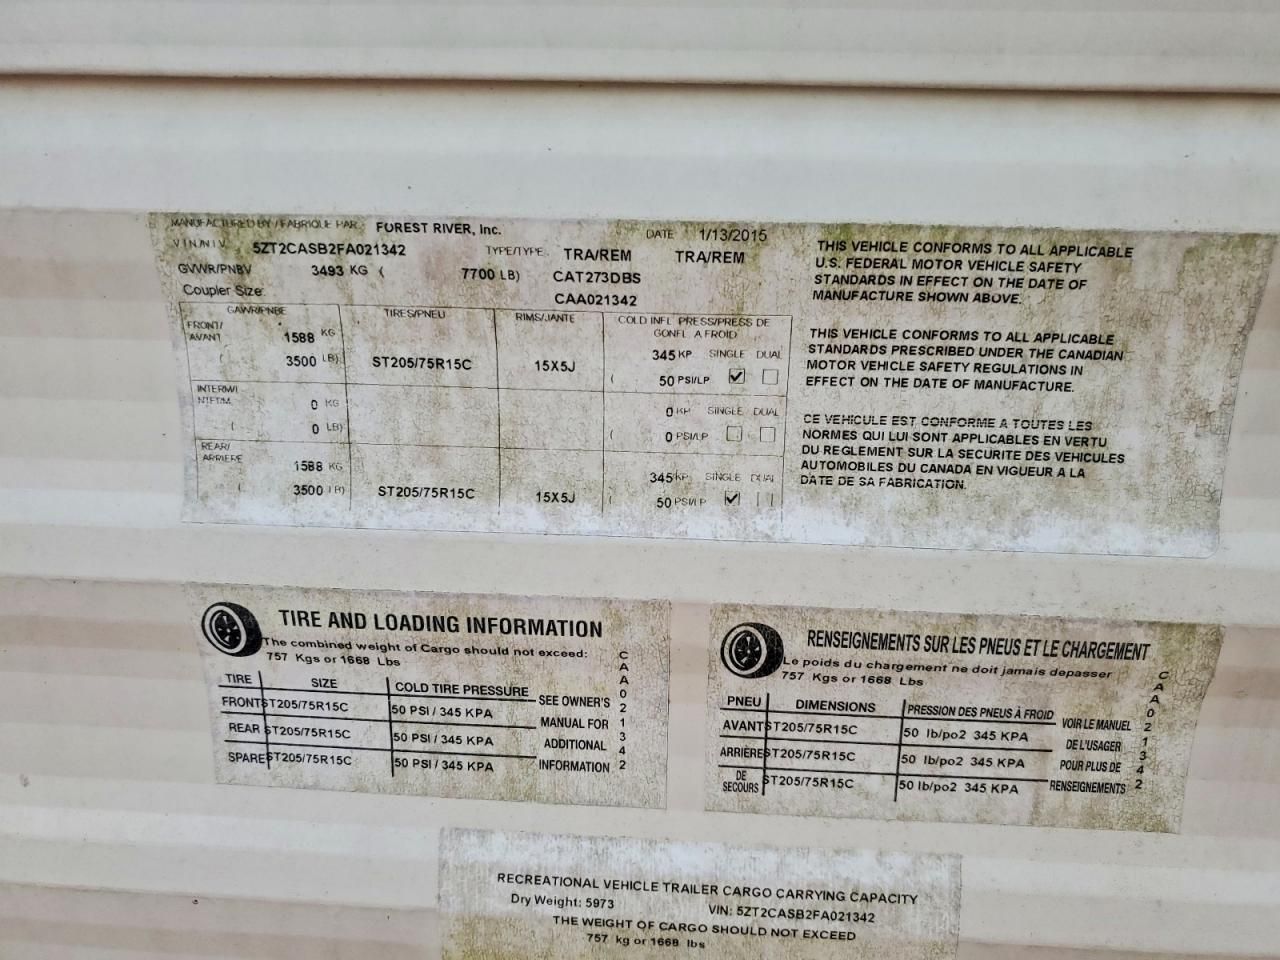 MANUFACTURED BY / FABRIQUE PAR: FOREST RIVER, Inc. DATE 1/13/2015
V I N./N I V. 5ZT2CASB2FA021342 TYPE/TYPE TRA/REM TRA/REM
GVWR/PNBV 3493 KG ( 7700 LB) CAT273DBS
Coupler Size: CAA021342
GAWR/PNBE TIRES/PNEU RIMS/JANTE COLD INFL PRESS/PRESS DE
GONFL A FROID
FRONT/
AVANT 1588 KG 345 KP SINGLE DUAL
( 3500 LB) ST205/75R15C 15X5J ( 50 PSI/LP
INTERM/
INTERM. 0 KG 0 KP SINGLE DUAL
( 0 LB) ( 0 PSI/LP
REAR/
ARRIERE 1588 KG 345 KP SINGLE DUAL
( 3500 LB) ST205/75R15C 15X5J ( 50 PSI/LP
THIS VEHICLE CONFORMS TO ALL APPLICABLE
U.S. FEDERAL MOTOR VEHICLE SAFETY
STANDARDS IN EFFECT ON THE DATE OF
MANUFACTURE SHOWN ABOVE.
THIS VEHICLE CONFORMS TO ALL APPLICABLE
STANDARDS PRESCRIBED UNDER THE CANADIAN
MOTOR VEHICLE SAFETY REGULATIONS IN
EFFECT ON THE DATE OF MANUFACTURE.
CE VEHICULE EST CONFORME A TOUTES LES
NORMES QUI LUI SONT APPLICABLES EN VERTU
DU REGLEMENT SUR LA SECURITE DES VEHICULES
AUTOMOBILES DU CANADA EN VIGUEUR A LA
DATE DE SA FABRICATION.
TIRE AND LOADING INFORMATION
The combined weight of Cargo should not exceed:
757 Kgs or 1668 Lbs
TIRE SIZE COLD TIRE PRESSURE
FRONT ST205/75R15C 50 PSI / 345 KPA
REAR ST205/75R15C 50 PSI / 345 KPA
SPARE ST205/75R15C 50 PSI / 345 KPA
SEE OWNER'S
MANUAL FOR
ADDITIONAL
INFORMATION
CAA021342
RENSEIGNEMENTS SUR LES PNEUS ET LE CHARGEMENT
Le poids du chargement ne doit jamais depasser
757 Kgs or 1668 Lbs
PNEU DIMENSIONS PRESSION DES PNEUS À FROID
AVANT ST205/75R15C 50 lb/po2 345 KPA
ARRIÈRE ST205/75R15C 50 lb/po2 345 KPA
DE
SECOURS ST205/75R15C 50 lb/po2 345 KPA
VOIR LE MANUEL
DE L'USAGER
POUR PLUS DE
RENSEIGNEMENTS
CAA021342
RECREATIONAL VEHICLE TRAILER CARGO CARRYING CAPACITY
Dry Weight: 5973 VIN: 5ZT2CASB2FA021342
THE WEIGHT OF CARGO SHOULD NOT EXCEED
757 kg or 1668 lbs